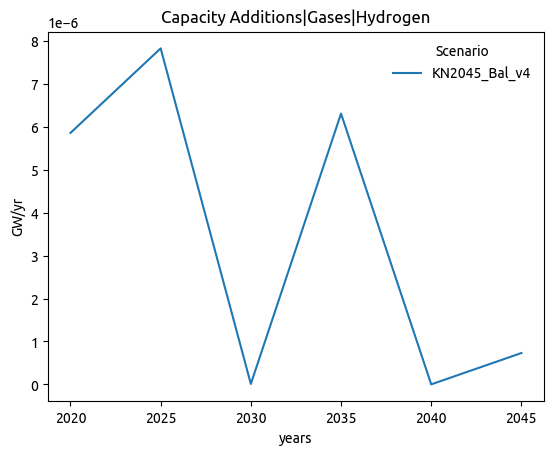 Capacity Additions|Gases|Hydrogen
1e−6
8
7
6
5
4
3
2
1
0
GW/yr
Scenario
KN2045_Bal_v4
2020 2025 2030 2035 2040 2045
years